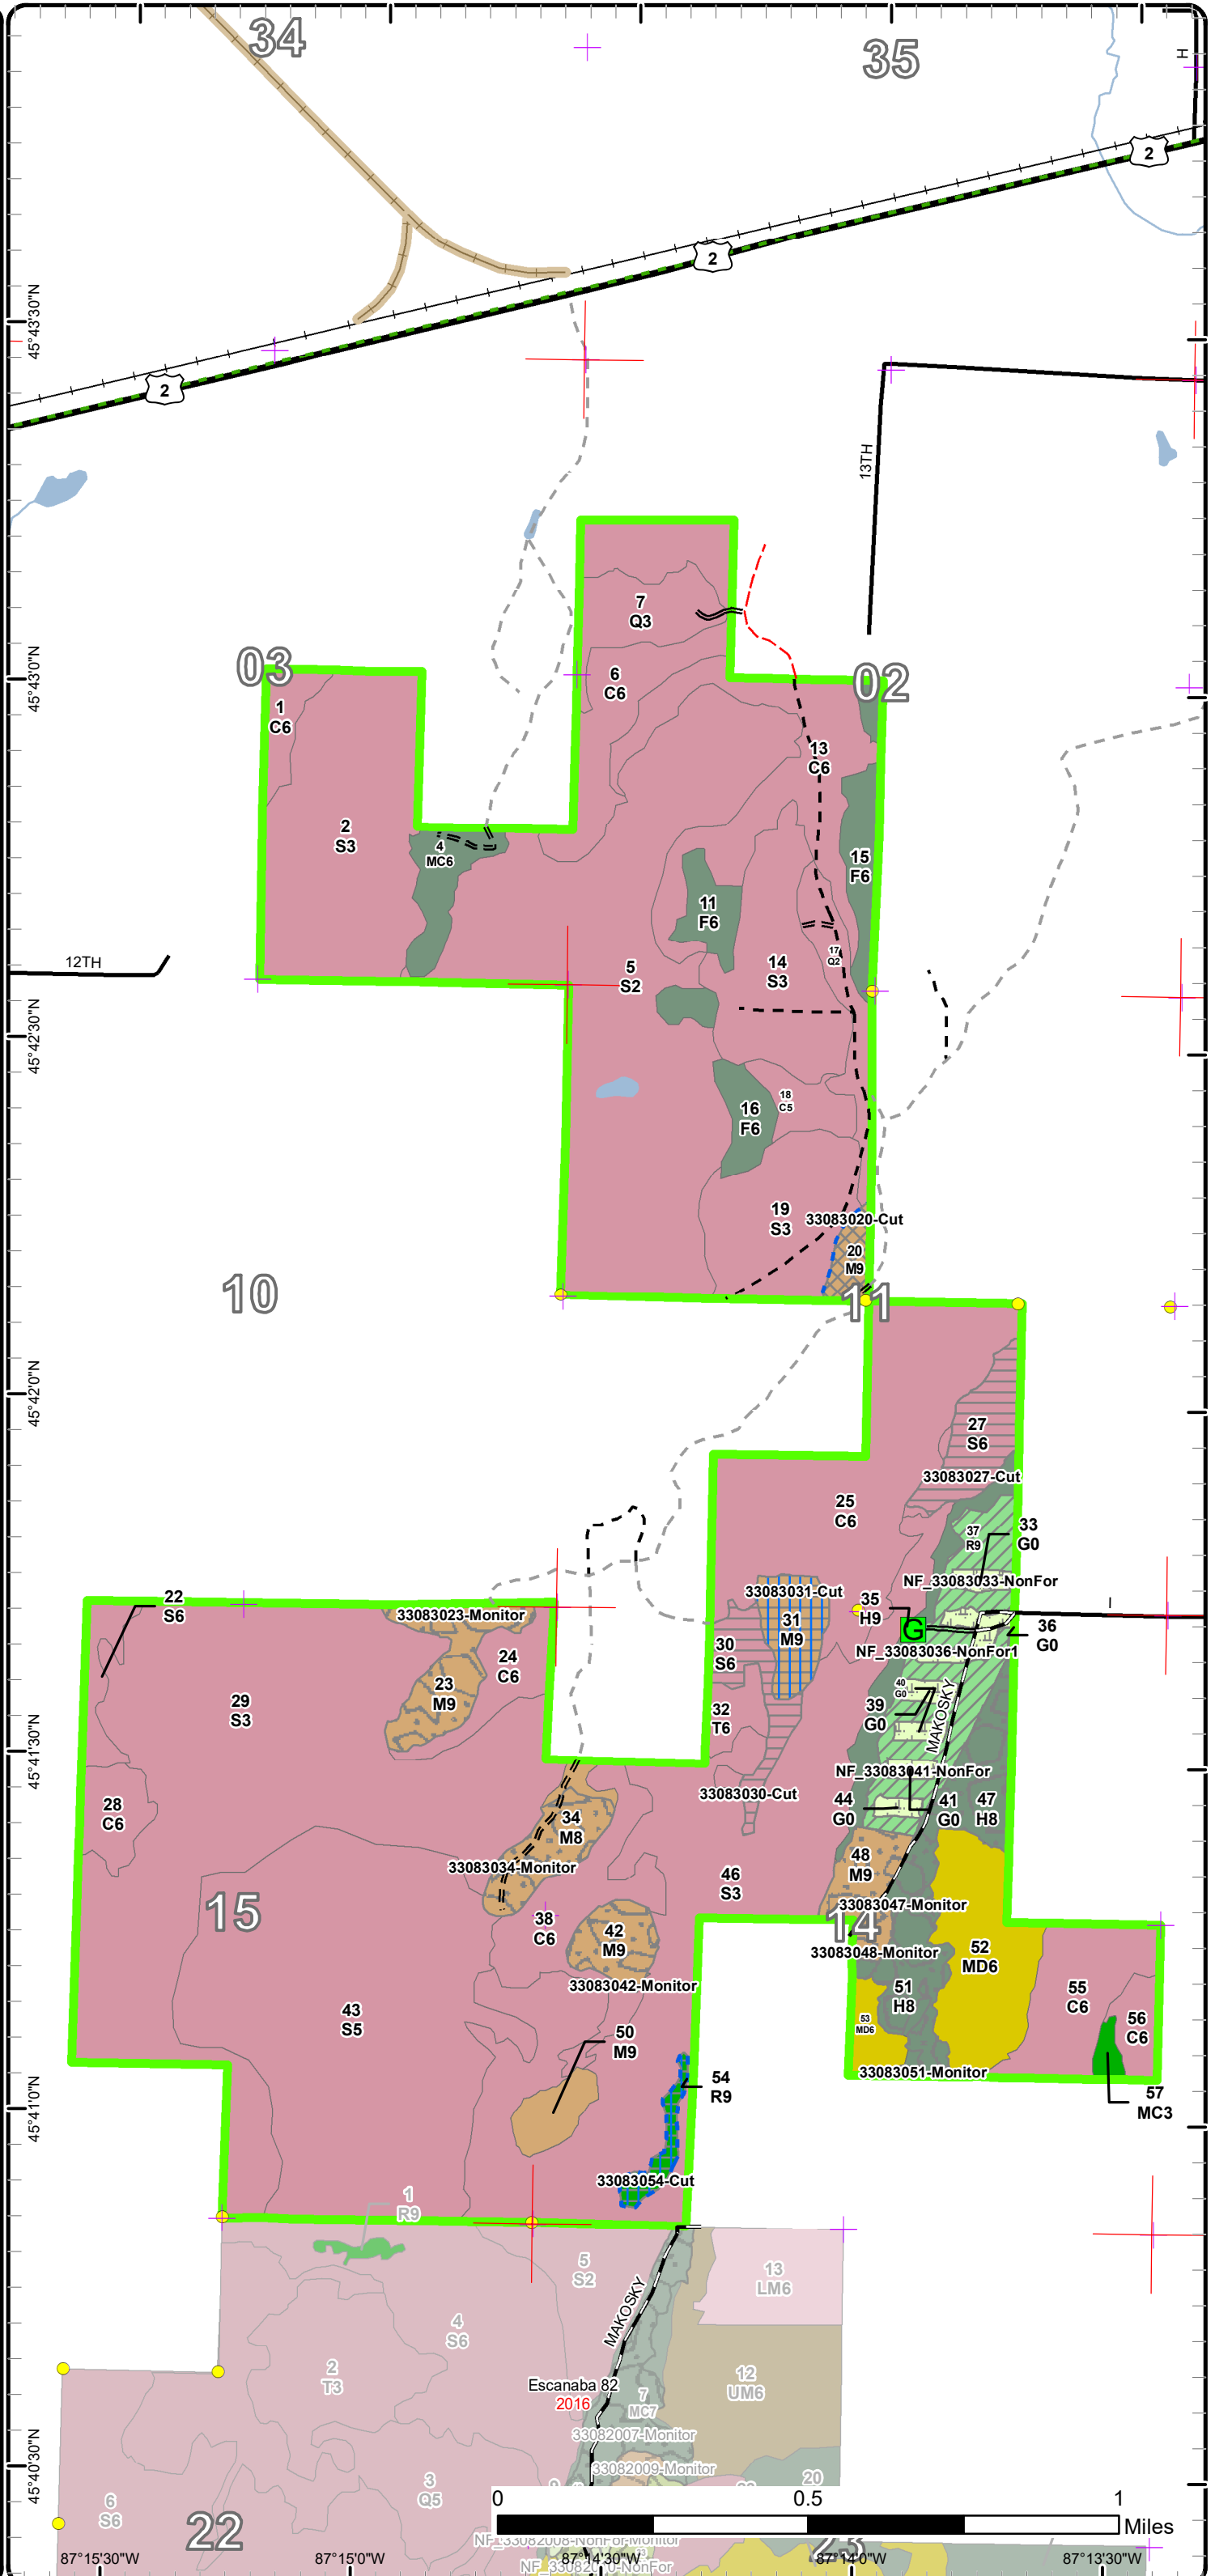 34
35
H
2
2
2
45°43'30"N
13TH
7
Q3
03
6
C6
02
45°43'0"N
1
C6
13
C6
2
S3
4
MC6
15
F6
11
F6
17
Q2
12TH
5
S2
14
S3
45°42'30"N
18
C5
16
F6
19
S3
33083020-Cut
20
M9
10
11
45°42'0"N
27
S6
33083027-Cut
25
C6
37
R9
33
G0
NF_33083033-NonFor
33083031-Cut
22
S6
33083023-Monitor
35
H9
31
M9
I
G
36
G0
30
S6
NF_33083036-NonFor1
24
C6
23
M9
40
G0
29
S3
39
G0
32
T6
MAKOSKY
45°41'30"N
NF_33083041-NonFor
33083030-Cut
28
C6
44
G0
41
G0
47
H8
34
M8
48
M9
33083034-Monitor
46
S3
33083047-Monitor
15
38
C6
42
M9
14
33083048-Monitor
52
MD6
33083042-Monitor
51
H8
55
C6
43
S5
53
MD6
56
C6
50
M9
33083051-Monitor
54
R9
57
MC3
45°41'0"N
33083054-Cut
1
R9
5
S2
13
LM6
MAKOSKY
4
S6
2
T3
12
UM6
Escanaba 82
2016
7
MC7
33082007-Monitor
33082009-Monitor
45°40'30"N
3
Q5
20
6
S6
0
0.5
1
Miles
22
23
NF_33082008-NonFor-Monitor
87°15'30"W
87°15'0"W
87°14'30"W
87°14'0"W
87°13'30"W